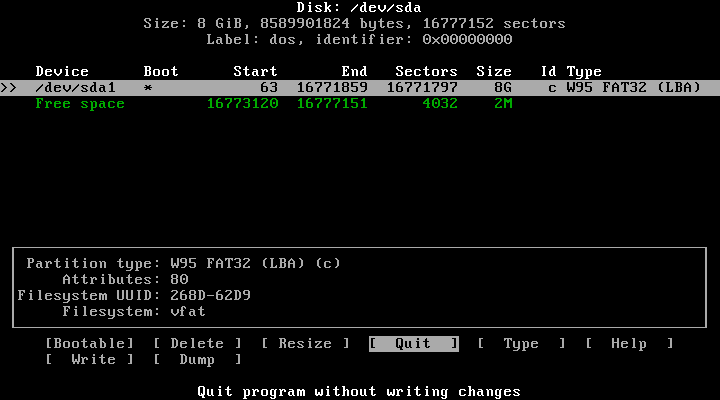 Disk: /dev/sda
Size: 8 GiB, 8589901824 bytes, 16777152 sectors
Label: dos, identifier: 0x00000000
Device Boot Start End Sectors Size Id Type
>> /dev/sda1 * 63 16771859 16771797 8G c W95 FAT32 (LBA)
Free space 16773120 16777151 4032 2M
Partition type: W95 FAT32 (LBA) (c)
Attributes: 80
Filesystem UUID: 268D-62D9
Filesystem: vfat
[Bootable] [ Delete ] [ Resize ] [ Quit ] [ Type ] [ Help ]
[ Write ] [ Dump ]
Quit program without writing changes